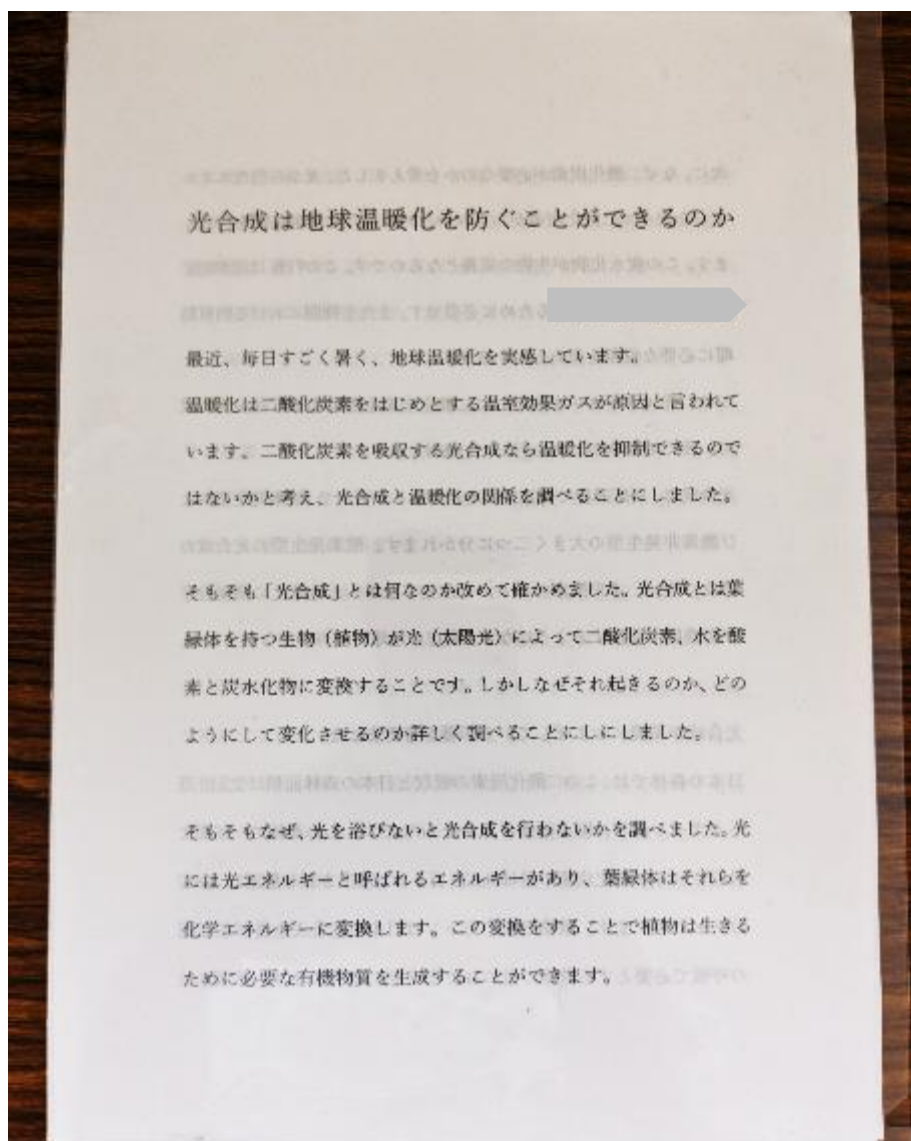 光合成は地球温暖化を防ぐことができるのか
最近、毎日すごく暑く、地球温暖化を実感しています。
温暖化は二酸化炭素をはじめとする温室効果ガスが原因と言われて
います。二酸化炭素を吸収する光合成なら温暖化を抑制できるので
はないかと考え、光合成と温暖化の関係を調べることにしました。
そもそも「光合成」とは何なのか改めて確かめました。光合成とは葉
緑体を持つ生物（植物）が光（太陽光）によって二酸化炭素、水を酸
素と炭水化物に変換することです。しかしなぜそれ起きるのか、どの
ようにして変化させるのか詳しく調べることにしにしました。
そもそもなぜ、光を浴びないと光合成を行わないかを調べました。光
には光エネルギーと呼ばれるエネルギーがあり、葉緑体はそれらを
化学エネルギーに変換します。この変換をすることで植物は生きる
ために必要な有機物質を生成することができます。